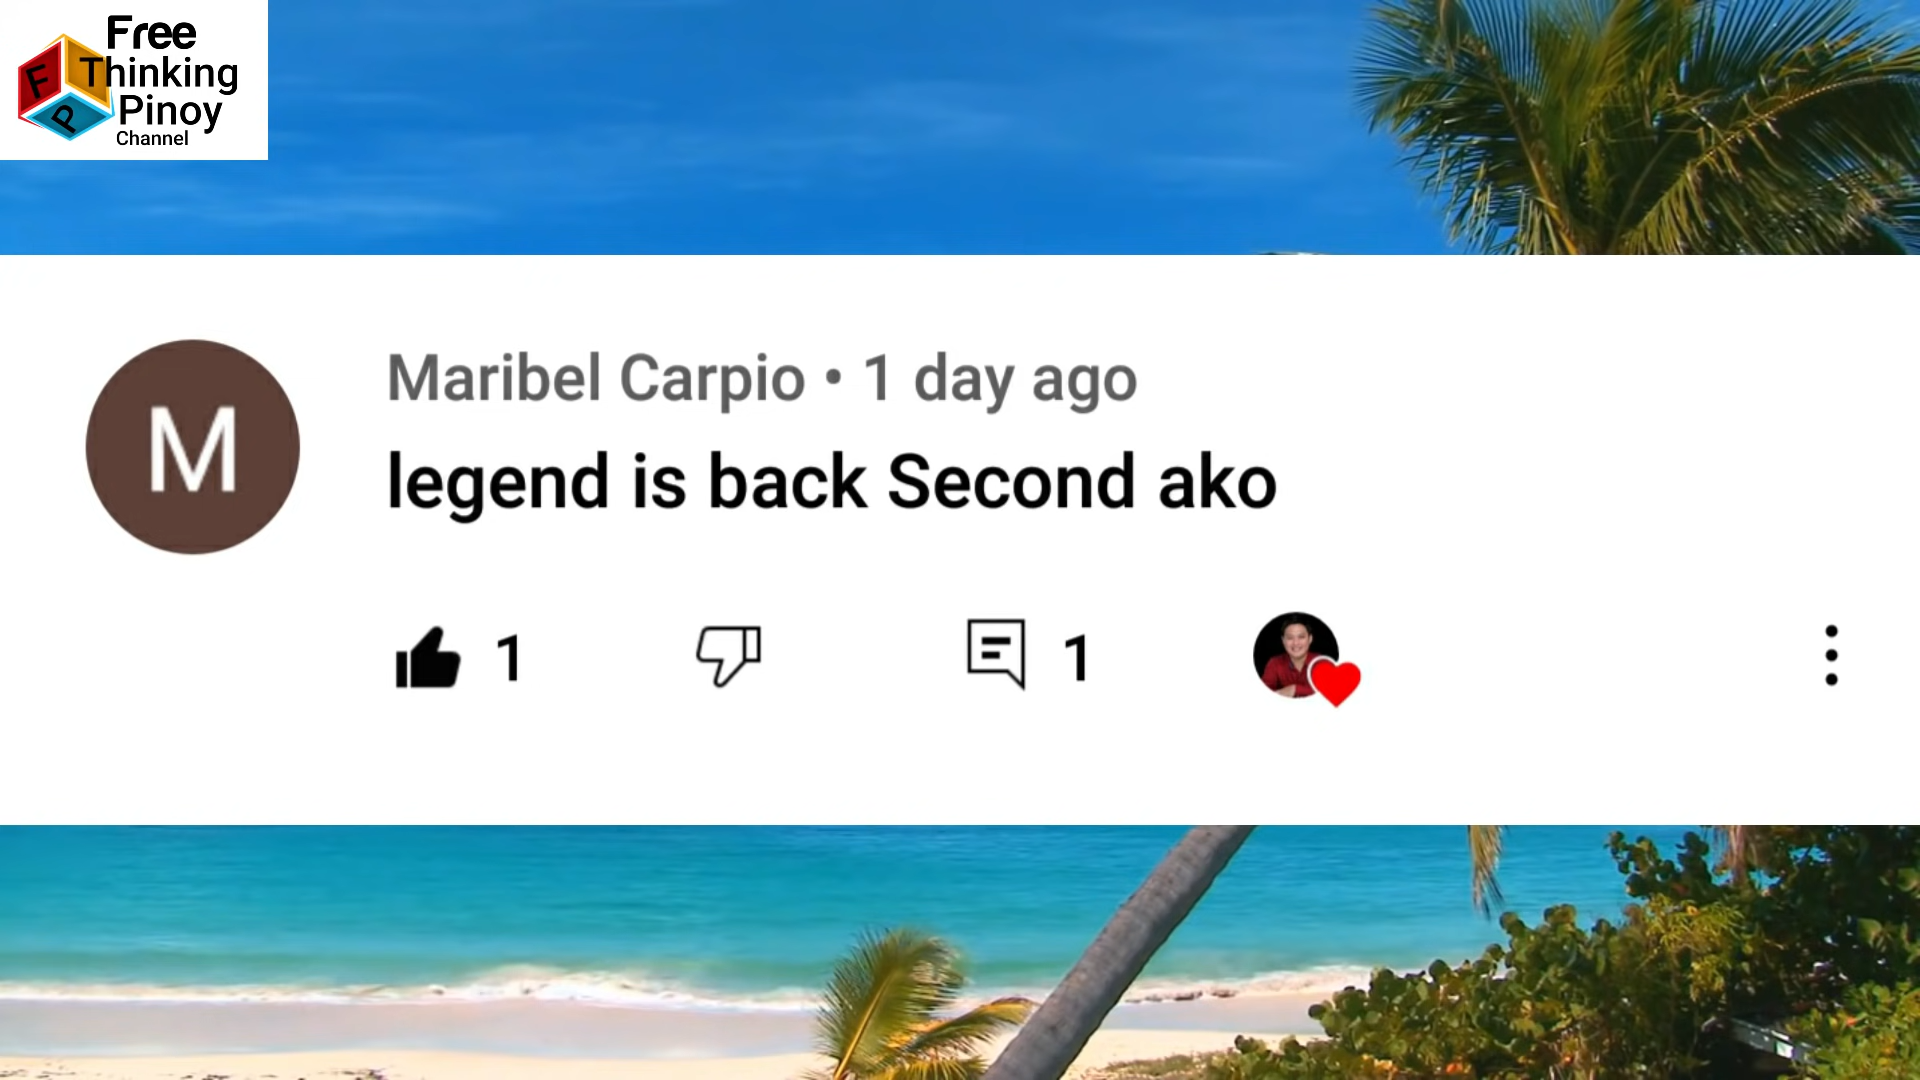 Free
Thinking
Pinoy
Channel
F
P
Maribel Carpio • 1 day ago
M
legend is back Second ako
1
1